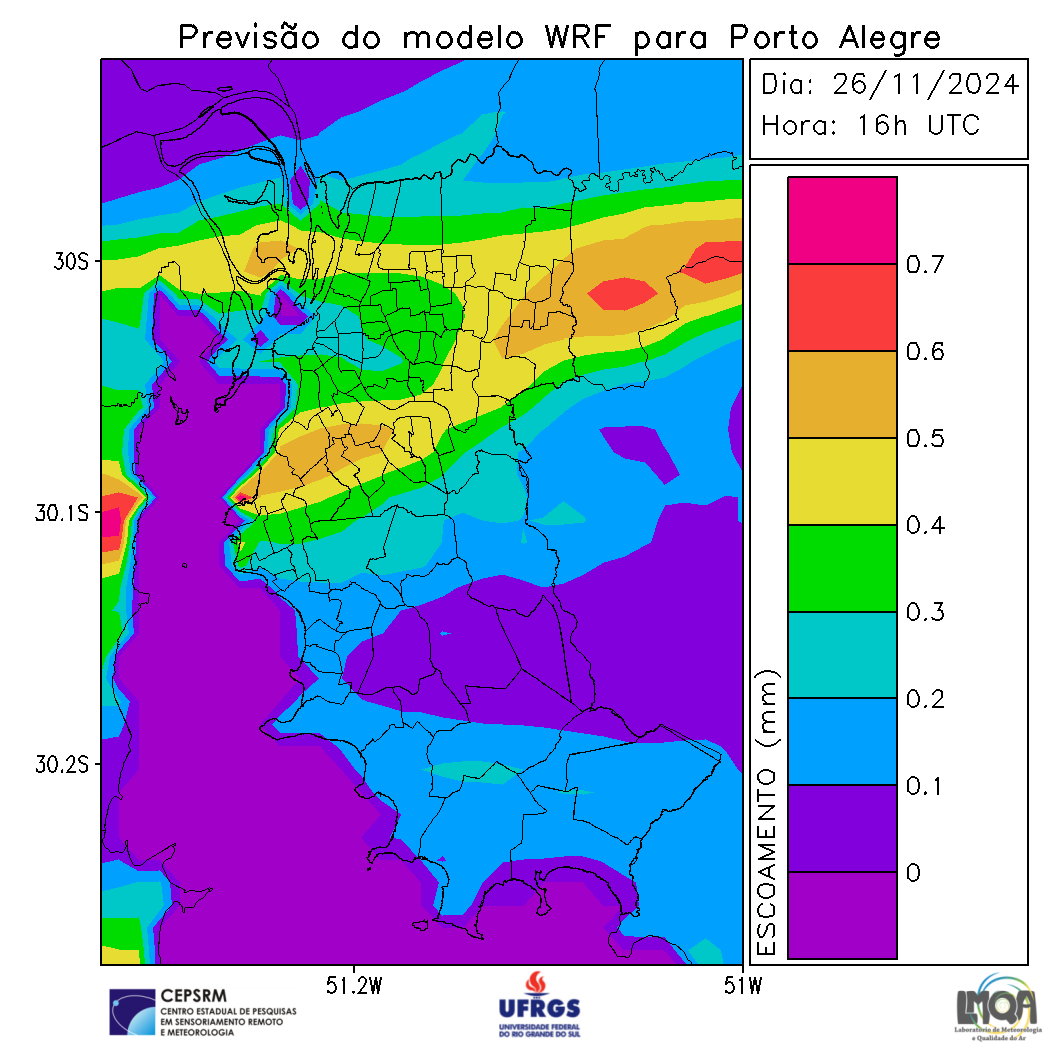 Previsão do modelo WRF para Porto Alegre
Dia: 26/11/2024
Hora: 16h UTC
30S
30.1S
30.2S
51.2W
51W
0.7
0.6
0.5
0.4
0.3
0.2
0.1
0
ESCOAMENTO (mm)
CEPSRM
CENTRO ESTADUAL DE PESQUISAS
EM SENSORIAMENTO REMOTO
E METEOROLOGIA
UFRGS
UNIVERSIDADE FEDERAL
DO RIO GRANDE DO SUL
LMQA
Laboratório de Meteorologia
e Qualidade do Ar